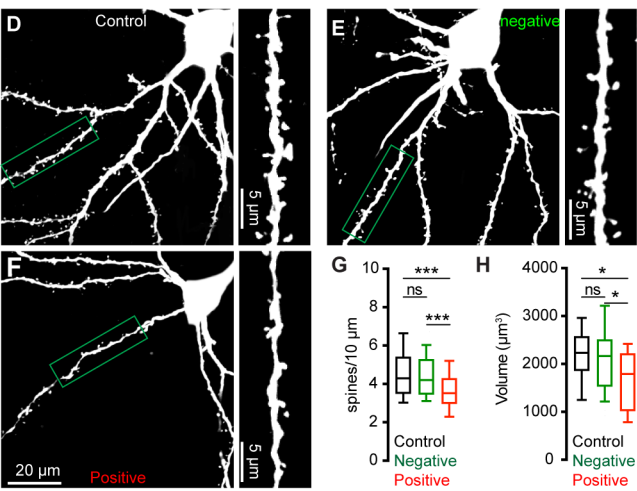 D
Control
5 μm
E
negative
5 μm
F
Positive
20 μm
5 μm
G
spines/10 μm
10
8
6
4
2
0
***
ns
***
Control
Negative
Positive
H
Volume (μm³)
4000
3000
2000
1000
0
*
ns
*
Control
Negative
Positive